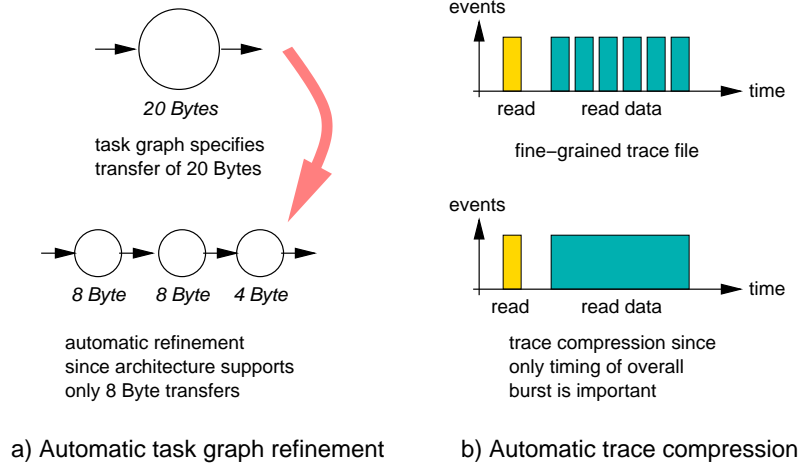 20 Bytes
task graph specifies
transfer of 20 Bytes
8 Byte
8 Byte
4 Byte
automatic refinement
since architecture supports
only 8 Byte transfers
a) Automatic task graph refinement
events
time
read
read data
fine−grained trace file
events
time
read
read data
trace compression since
only timing of overall
burst is important
b) Automatic trace compression